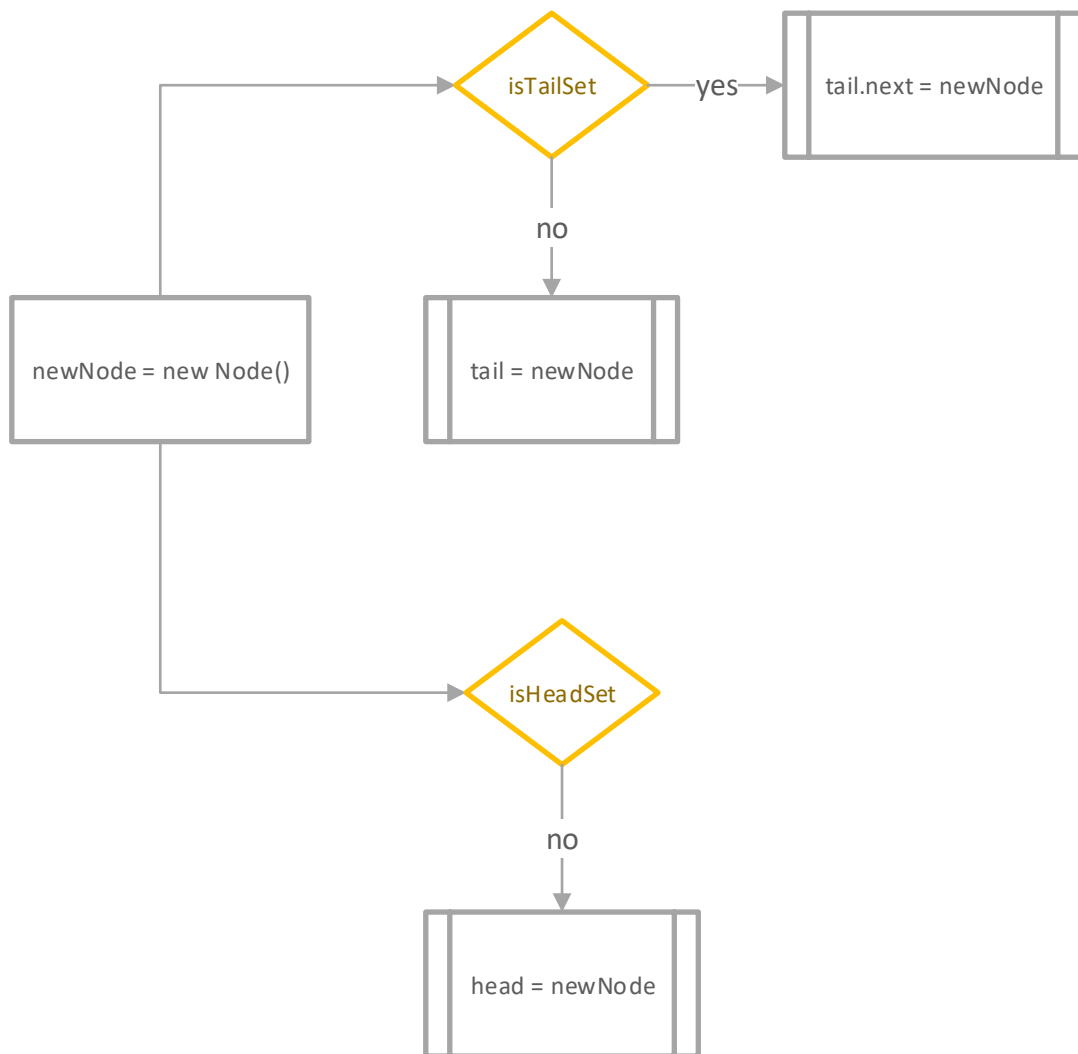 isTailSet
yes
tail.next = newNode
no
newNode = new Node()
tail = newNode
isHeadSet
no
head = newNode